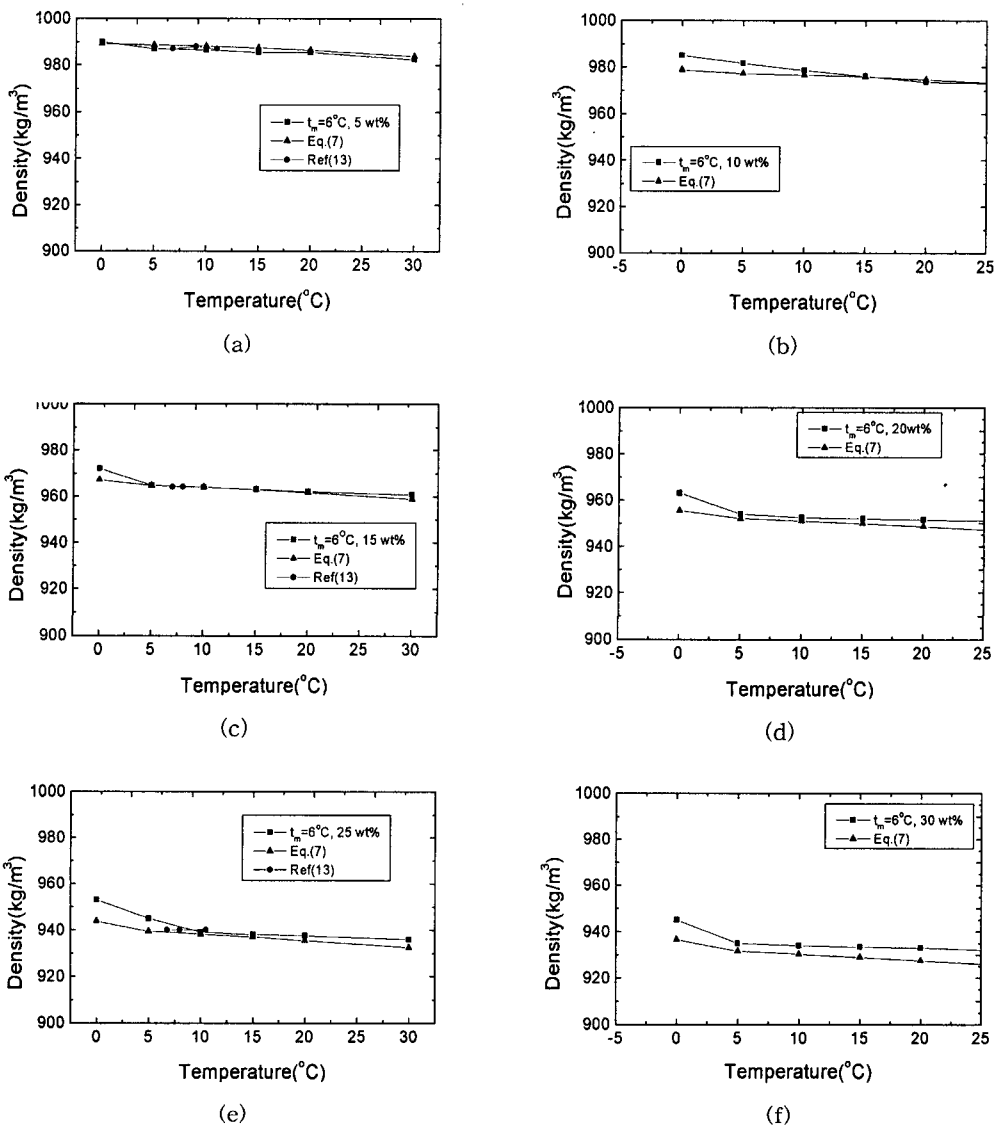 1000
980
960
940
920
900
Density(kg/m³)
tm=6°C, 5 wt%
Eq.(7)
Ref(13)
0 5 10 15 20 25 30
Temperature(°C)
(a)
1000
980
960
940
920
900
Density(kg/m³)
tm=6°C, 10 wt%
Eq.(7)
-5 0 5 10 15 20 25
Temperature(°C)
(b)
1000
980
960
940
920
900
Density(kg/m³)
tm=6°C, 15 wt%
Eq.(7)
Ref(13)
0 5 10 15 20 25 30
Temperature(°C)
(c)
1000
980
960
940
920
900
Density(kg/m³)
tm=6°C, 20wt%
Eq.(7)
-5 0 5 10 15 20 25
Temperature(°C)
(d)
1000
980
960
940
920
900
Density(kg/m³)
tm=6°C, 25 wt%
Eq.(7)
Ref(13)
0 5 10 15 20 25 30
Temperature(°C)
(e)
1000
980
960
940
920
900
Density(kg/m³)
tm=6°C, 30 wt%
Eq.(7)
-5 0 5 10 15 20 25
Temperature(°C)
(f)